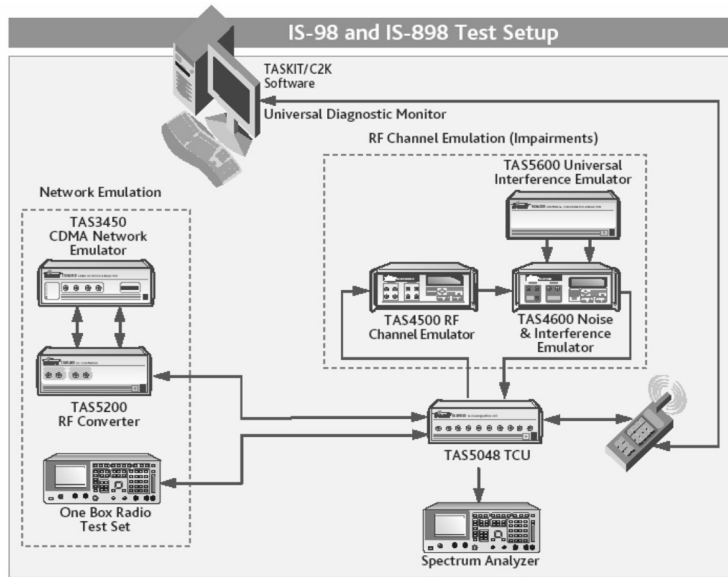 IS-98 and IS-898 Test Setup
TASKIT/C2K
Software
Universal Diagnostic Monitor
RF Channel Emulation (Impairments)
TAS5600 Universal
Interference Emulator
Network Emulation
TAS3450
CDMA Network
Emulator
TAS4500 RF
Channel Emulator
TAS4600 Noise
& Interference
Emulator
TAS5200
RF Converter
TAS5048 TCU
One Box Radio
Test Set
Spectrum Analyzer